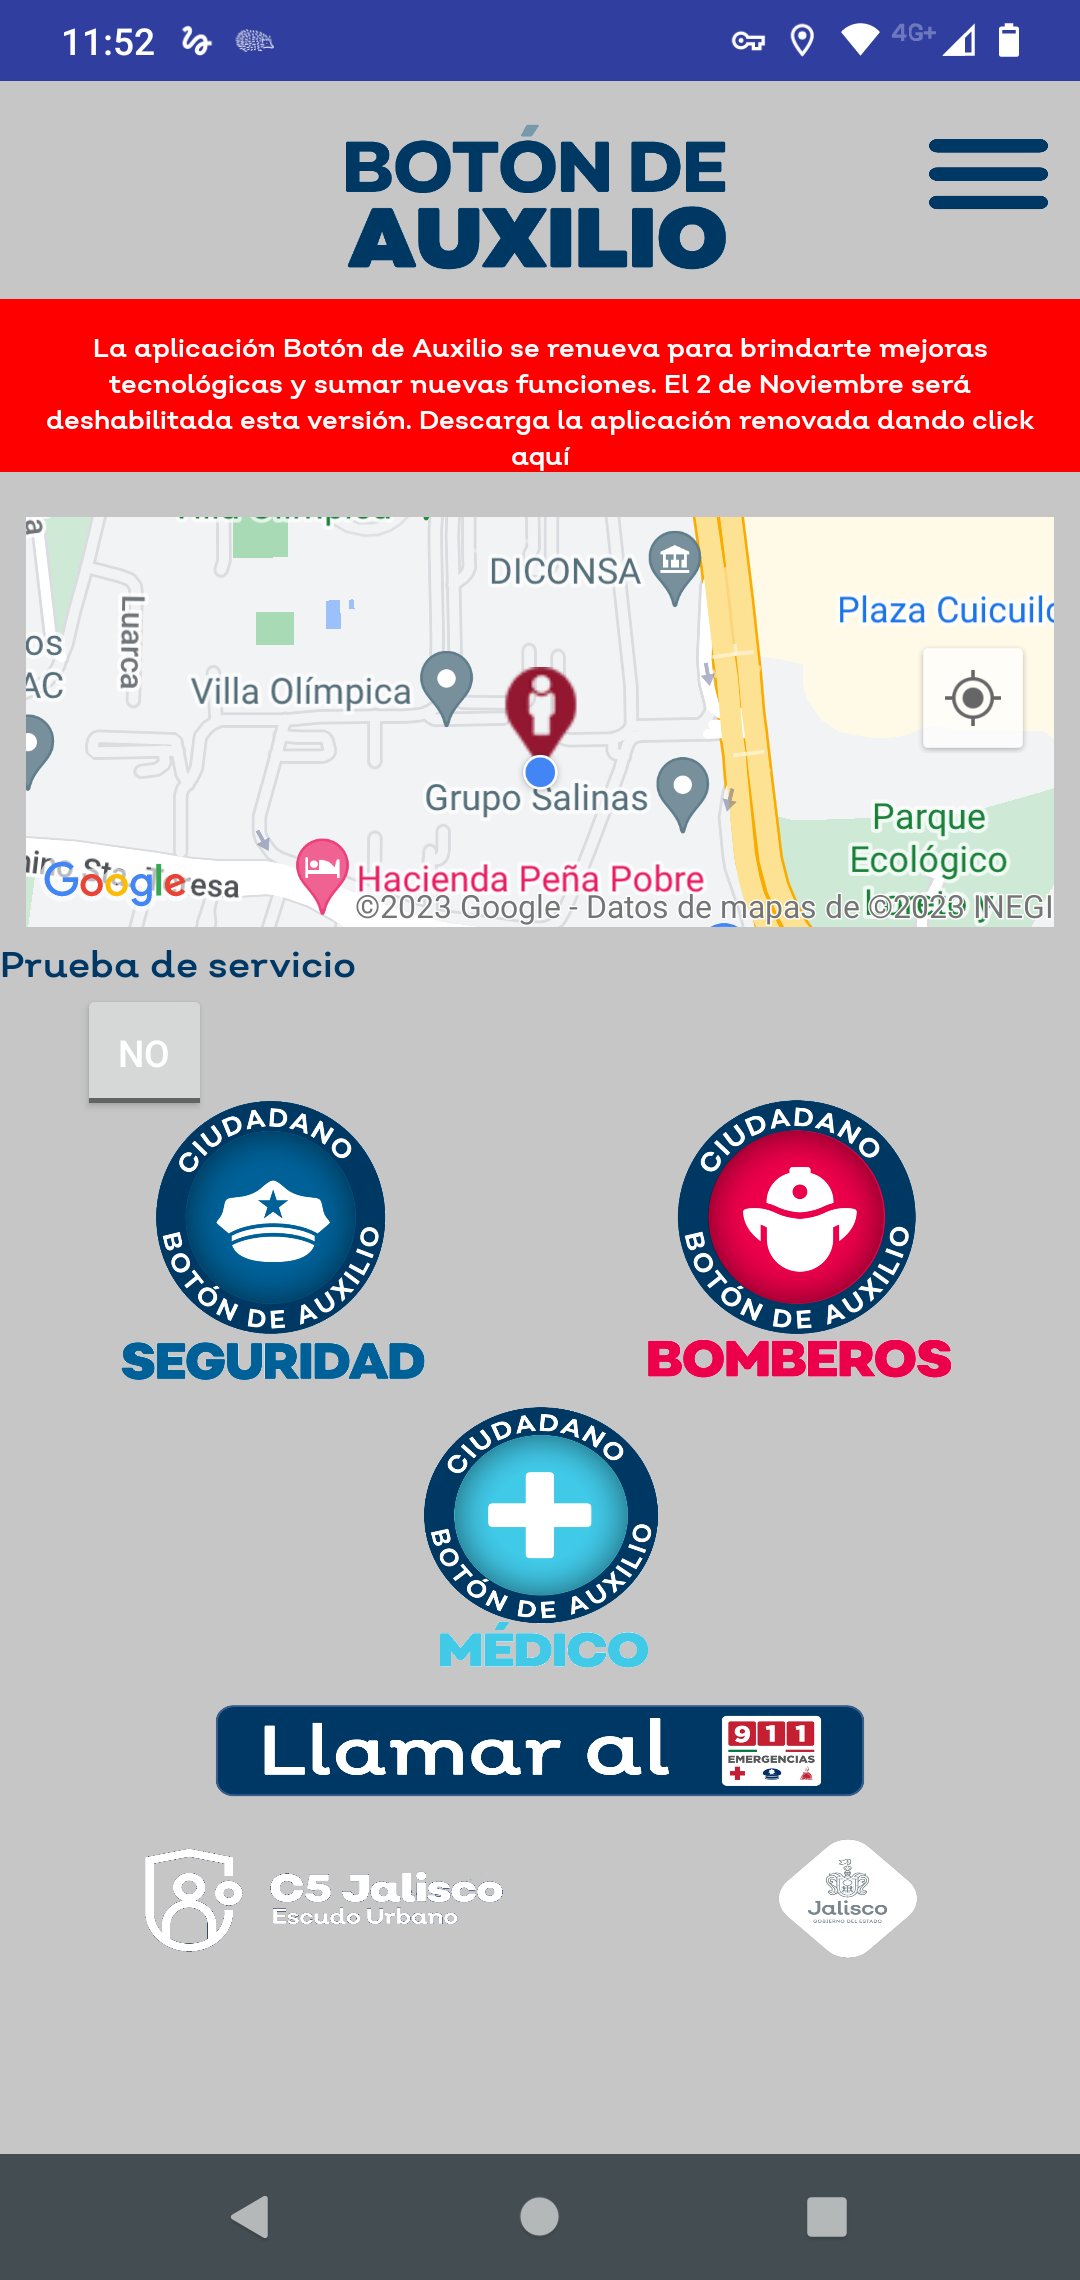 11:52
4G+
BOTÓN DE
AUXILIO
La aplicación Botón de Auxilio se renueva para brindarte mejoras
tecnológicas y sumar nuevas funciones. El 2 de Noviembre será
deshabilitada esta versión. Descarga la aplicación renovada dando click
aquí
DICONSA
Plaza Cuicuilc
Luarca
os
AC
Villa Olímpica
Grupo Salinas
Parque
Ecológico
Hacienda Peña Pobre
Google
esa
©2023 Google - Datos de mapas de ©2023 INEGI
Prueba de servicio
NO
CIUDADANO
BOTÓN DE AUXILIO
SEGURIDAD
CIUDADANO
BOTÓN DE AUXILIO
BOMBEROS
CIUDADANO
BOTÓN DE AUXILIO
MÉDICO
Llamar al
911
EMERGENCIAS
C5 Jalisco
Escudo Urbano
Jalisco
GOBIERNO DEL ESTADO